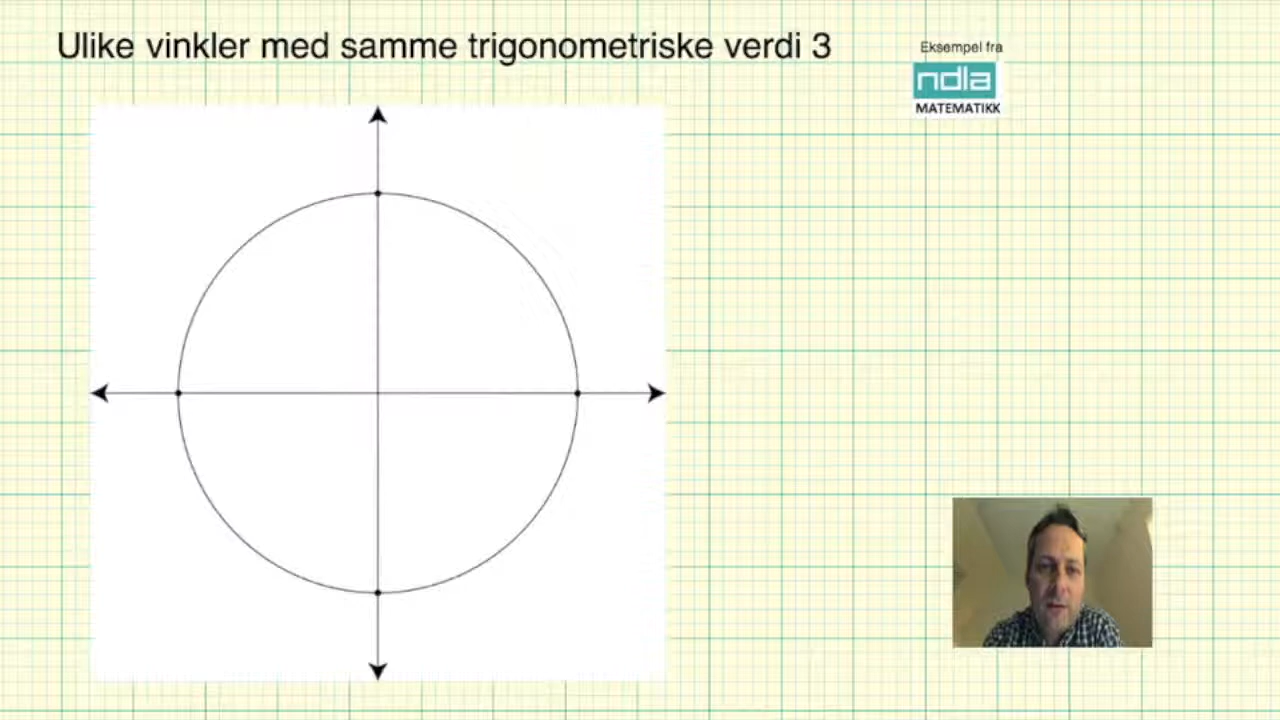 Ulike vinkler med samme trigonometriske verdi 3
Eksempel fra
ndla
MATEMATIKK